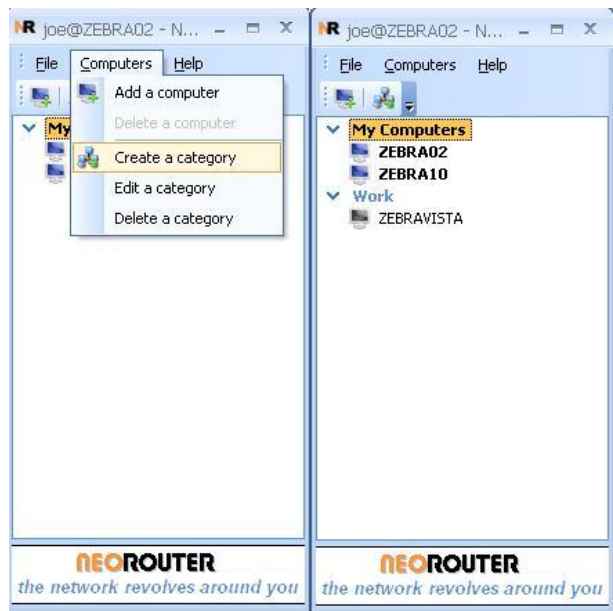 NR joe@ZEBRA02 - N...
File Computers Help
Add a computer
Delete a computer
My
Create a category
Edit a category
Delete a category
NEOROUTER
the network revolves around you
NR joe@ZEBRA02 - N...
File Computers Help
My Computers
ZEBRA02
ZEBRA10
Work
ZEBRAVISTA
NEOROUTER
the network revolves around you